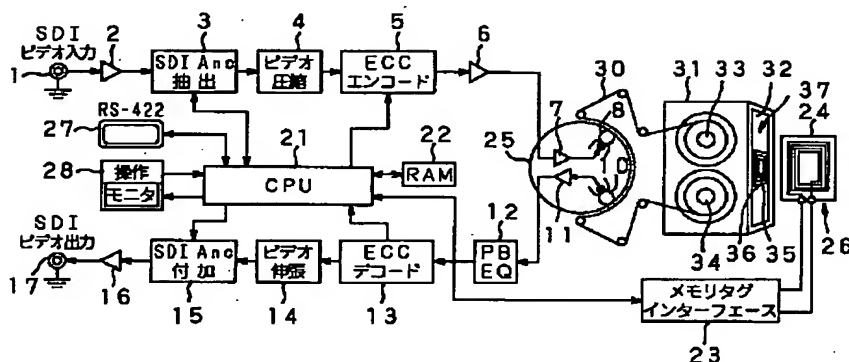 SDI
ビデオ入力
1
2
3
SDI Anc
抽出
4
ビデオ
圧縮
5
ECC
エンコード
6
7
8
30
31
33
32
37
24
25
RS-422
27
28
操作
モニタ
21
CPU
22
RAM
SDI
ビデオ出力
17
16
SDI Anc
付加
15
ビデオ
伸張
14
ECC
デコード
13
12
PB
EQ
11
34
36
35
26
メモリタグ
インターフェース
23